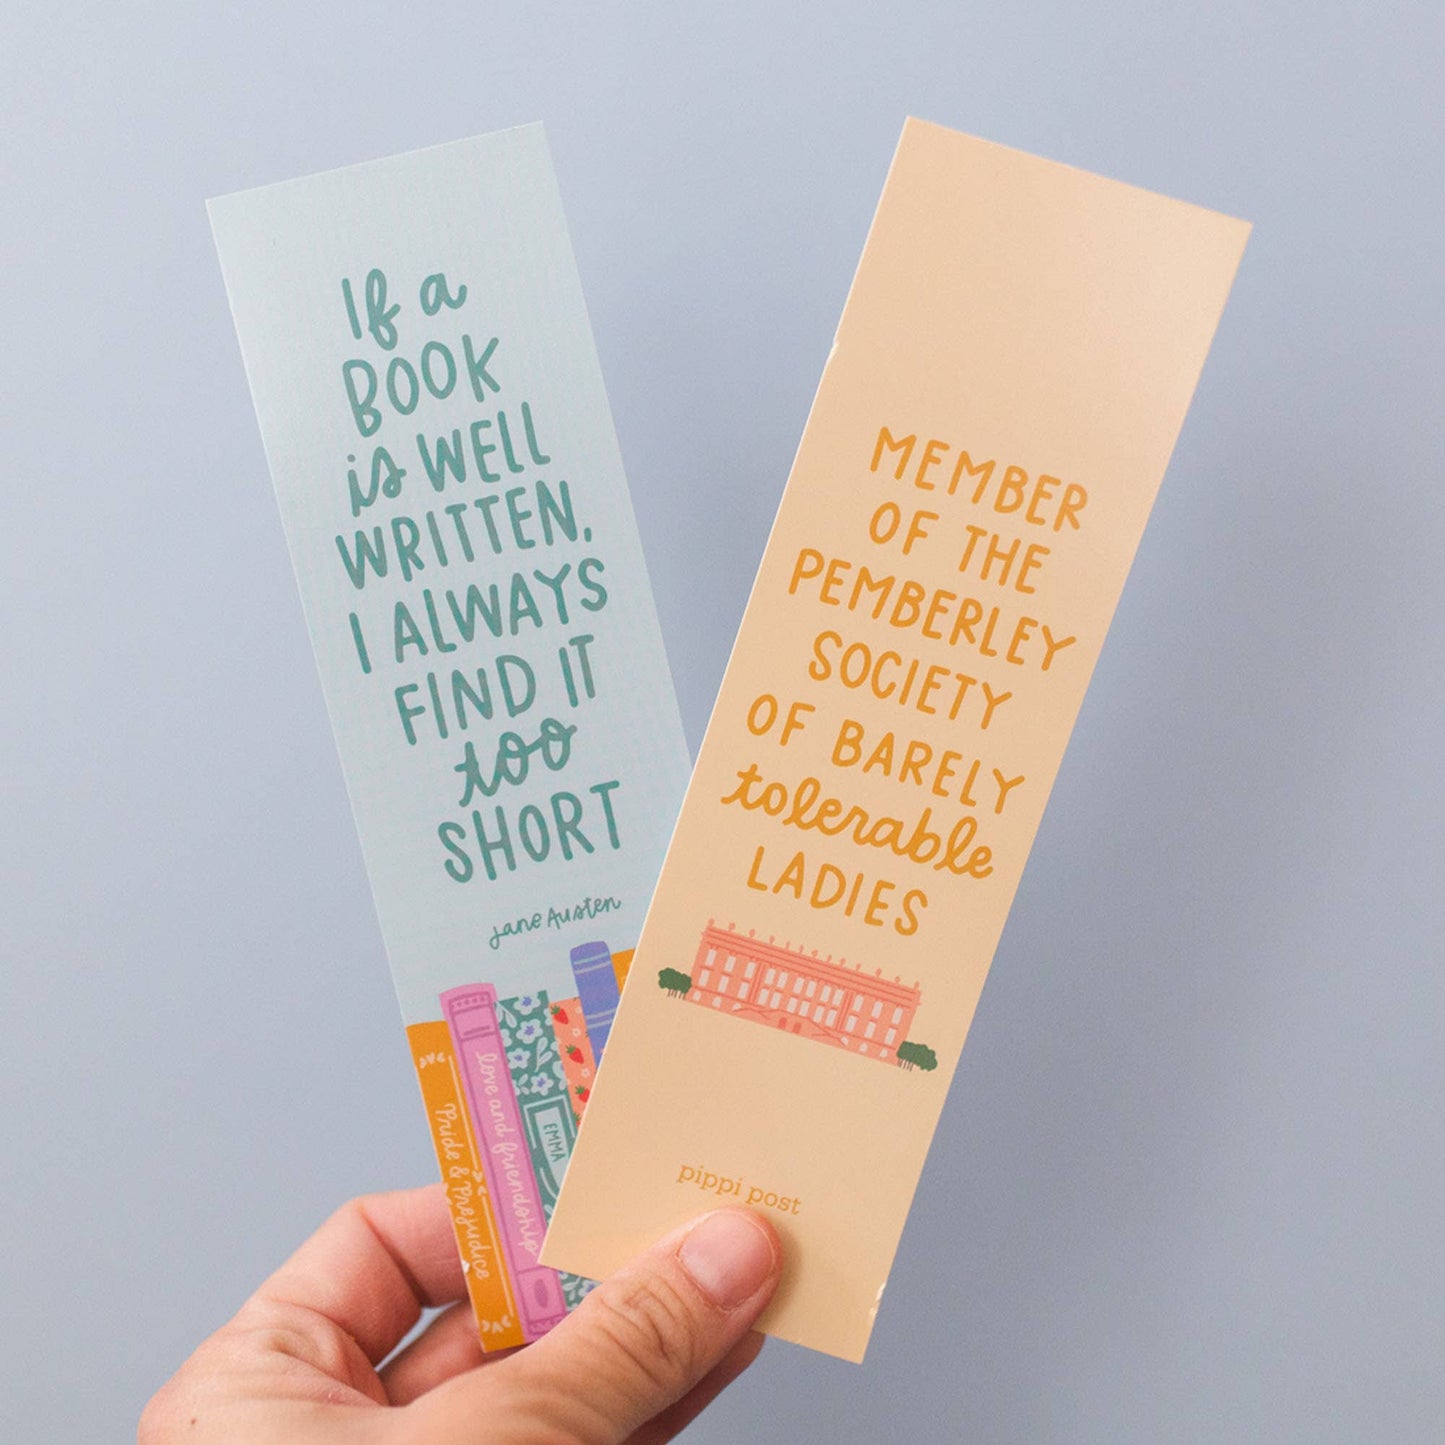 If a
BOOK
is WELL
WRITTEN,
I ALWAYS
FIND IT
too
SHORT
Jane Austen
Pride & Prejudice
love and friendship
EMMA
MEMBER
OF THE
PEMBERLEY
SOCIETY
OF BARELY
tolerable
LADIES
pippi post